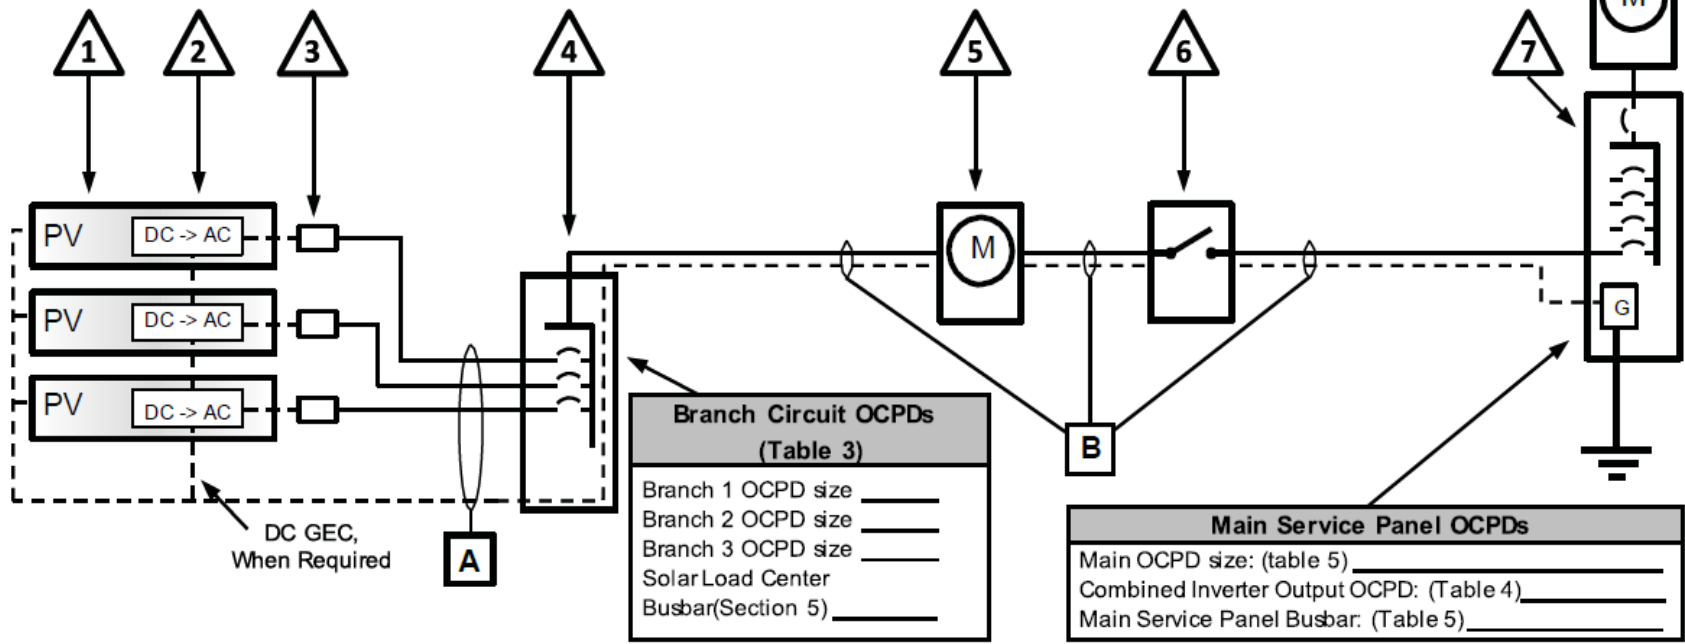 1
2
3
4
5
6
7
M
PV
DC -> AC
PV
DC -> AC
PV
DC -> AC
M
G
DC GEC,
When Required
A
B
Branch Circuit OCPDs
(Table 3)
Branch 1 OCPD size
Branch 2 OCPD size
Branch 3 OCPD size
Solar Load Center
Busbar(Section 5)
Main Service Panel OCPDs
Main OCPD size: (table 5)
Combined Inverter Output OCPD: (Table 4)
Main Service Panel Busbar: (Table 5)